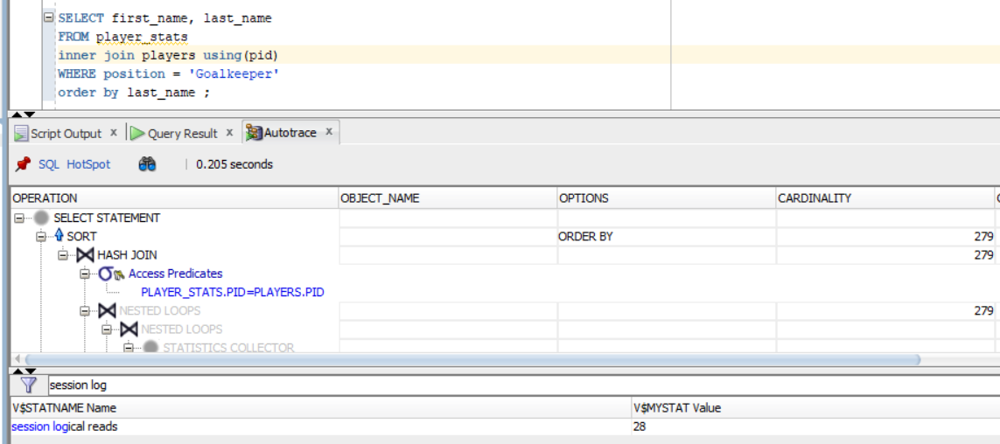 SELECT first_name, last_name
FROM player_stats
inner join players using(pid)
WHERE position = 'Goalkeeper'
order by last_name ;
Script Output x Query Result x Autotrace x
SQL HotSpot | 0.205 seconds
OPERATION OBJECT_NAME OPTIONS CARDINALITY
SELECT STATEMENT
SORT ORDER BY 279
HASH JOIN 279
Access Predicates
PLAYER_STATS.PID=PLAYERS.PID
NESTED LOOPS 279
NESTED LOOPS
STATISTICS COLLECTOR
session log
V$STATNAME Name V$MYSTAT Value
session logical reads 28